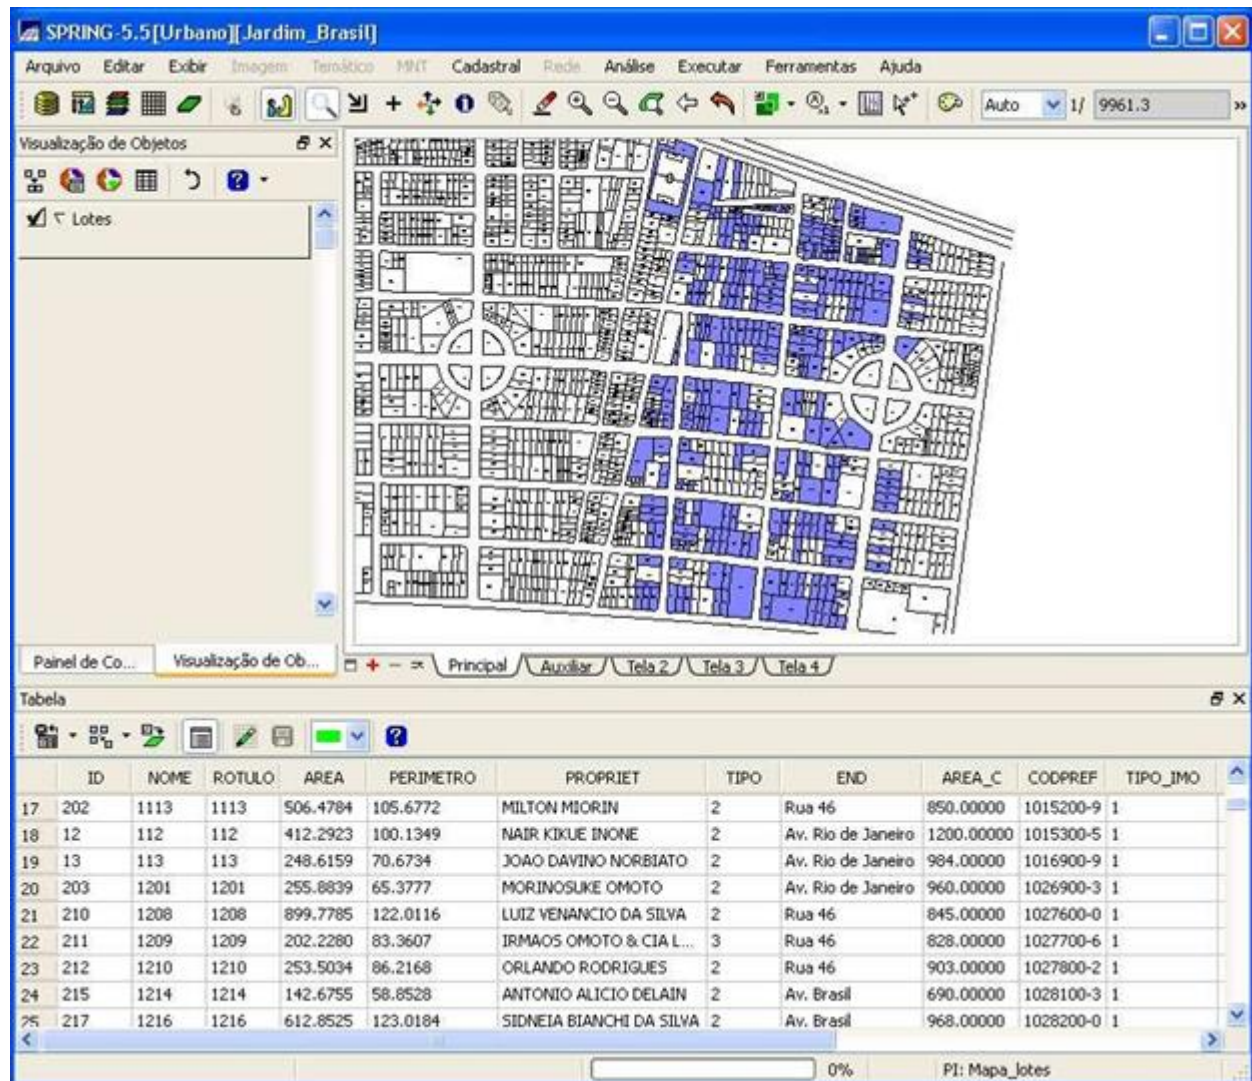 SPRING-5.5[Urbano][Jardim_Brasil]
Arquivo Editar Exibir Imagem Temático MNT Cadastral Rede Análise Executar Ferramentas Ajuda
Auto 1/ 9961.3 »
Visualização de Objetos
Lotes
Painel de Co... Visualização de Ob... Principal Auxiliar Tela 2 Tela 3 Tela 4
Tabela
ID NOME ROTULO AREA PERIMETRO PROPRIET TIPO END AREA_C CODPREF TIPO_IMO
17 202 1113 1113 506.4784 105.6772 MILTON MIORIN 2 Rua 46 850.00000 1015200-9 1
18 12 112 112 412.2923 100.1349 NAIR KIKUE INONE 2 Av. Rio de Janeiro 1200.00000 1015300-5 1
19 13 113 113 248.6159 70.6734 JOAO DAVINO NORBIATO 2 Av. Rio de Janeiro 984.00000 1016900-9 1
20 203 1201 1201 255.8839 65.3777 MORINOSUKE OMOTO 2 Av. Rio de Janeiro 960.00000 1026900-3 1
21 210 1208 1208 899.7785 122.0116 LUIZ VENANCIO DA SILVA 2 Rua 46 845.00000 1027600-0 1
22 211 1209 1209 202.2280 83.3607 IRMAOS OMOTO & CIA L... 3 Rua 46 828.00000 1027700-6 1
23 212 1210 1210 253.5034 86.2168 ORLANDO RODRIGUES 2 Rua 46 903.00000 1027800-2 1
24 215 1214 1214 142.6755 58.8528 ANTONIO ALICIO DELAIN 2 Av. Brasil 690.00000 1028100-3 1
25 217 1216 1216 612.8525 123.0184 SIDNEIA BIANCHI DA SILVA 2 Av. Brasil 968.00000 1028200-0 1
0% PI: Mapa_lotes